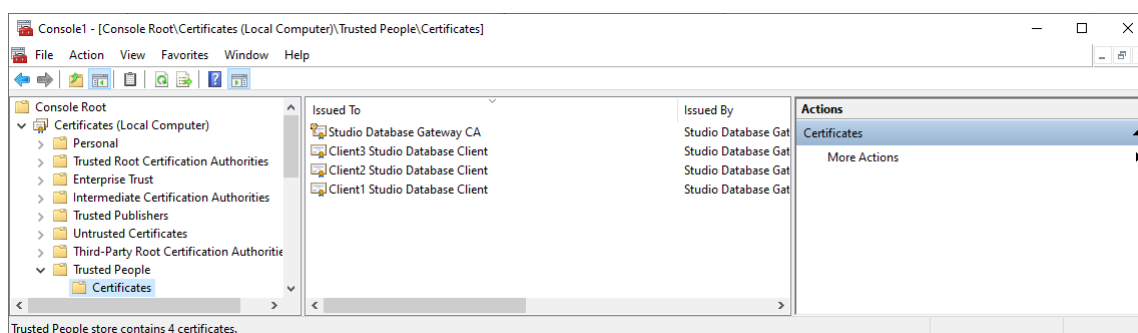 Console1 - [Console Root\Certificates (Local Computer)\Trusted People\Certificates]
File Action View Favorites Window Help
Console Root
Certificates (Local Computer)
Personal
Trusted Root Certification Authorities
Enterprise Trust
Intermediate Certification Authorities
Trusted Publishers
Untrusted Certificates
Third-Party Root Certification Authoritie
Trusted People
Certificates
Issued To Issued By
Studio Database Gateway CA Studio Database Gat
Client3 Studio Database Client Studio Database Gat
Client2 Studio Database Client Studio Database Gat
Client1 Studio Database Client Studio Database Gat
Actions
Certificates
More Actions
Trusted People store contains 4 certificates.